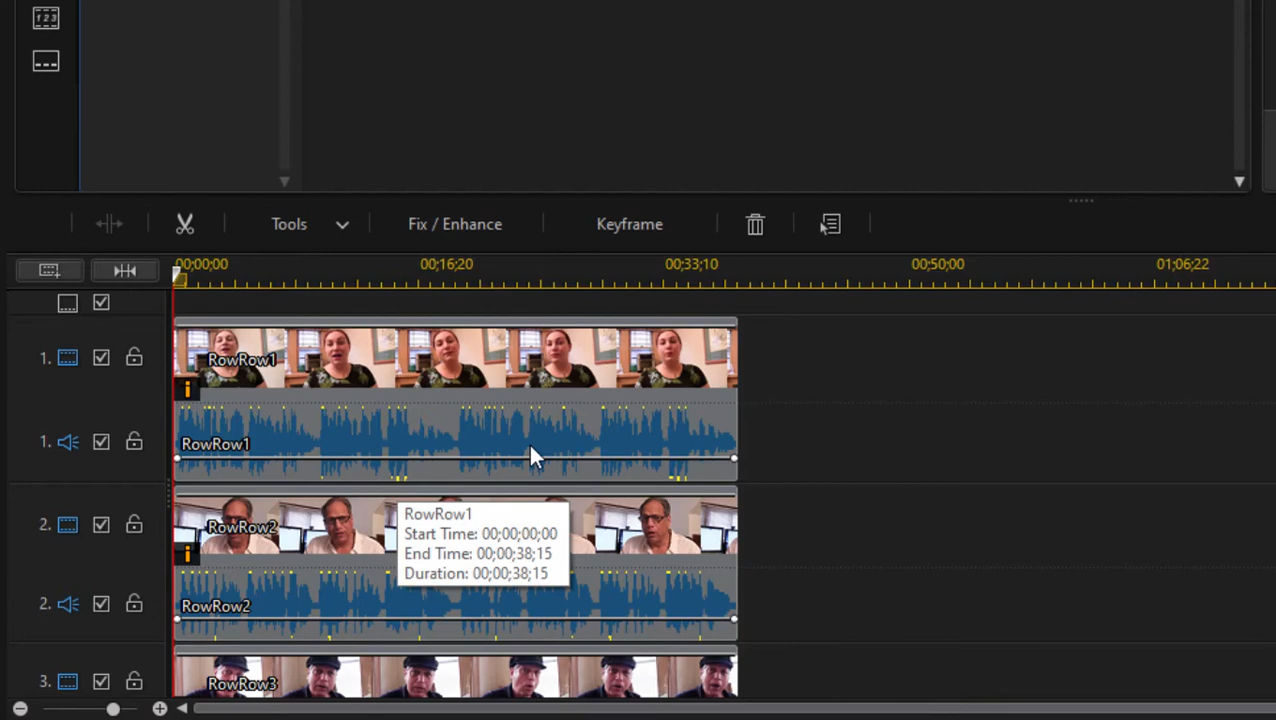 123
Tools
Fix / Enhance
Keyframe
00;00;00
00;16;20
00;33;10
00;50;00
01;06;22
1.
RowRow1
i
1.
RowRow1
2.
RowRow2
i
RowRow1
Start Time: 00;00;00;00
End Time: 00;00;38;15
Duration: 00;00;38;15
2.
RowRow2
3.
RowRow3